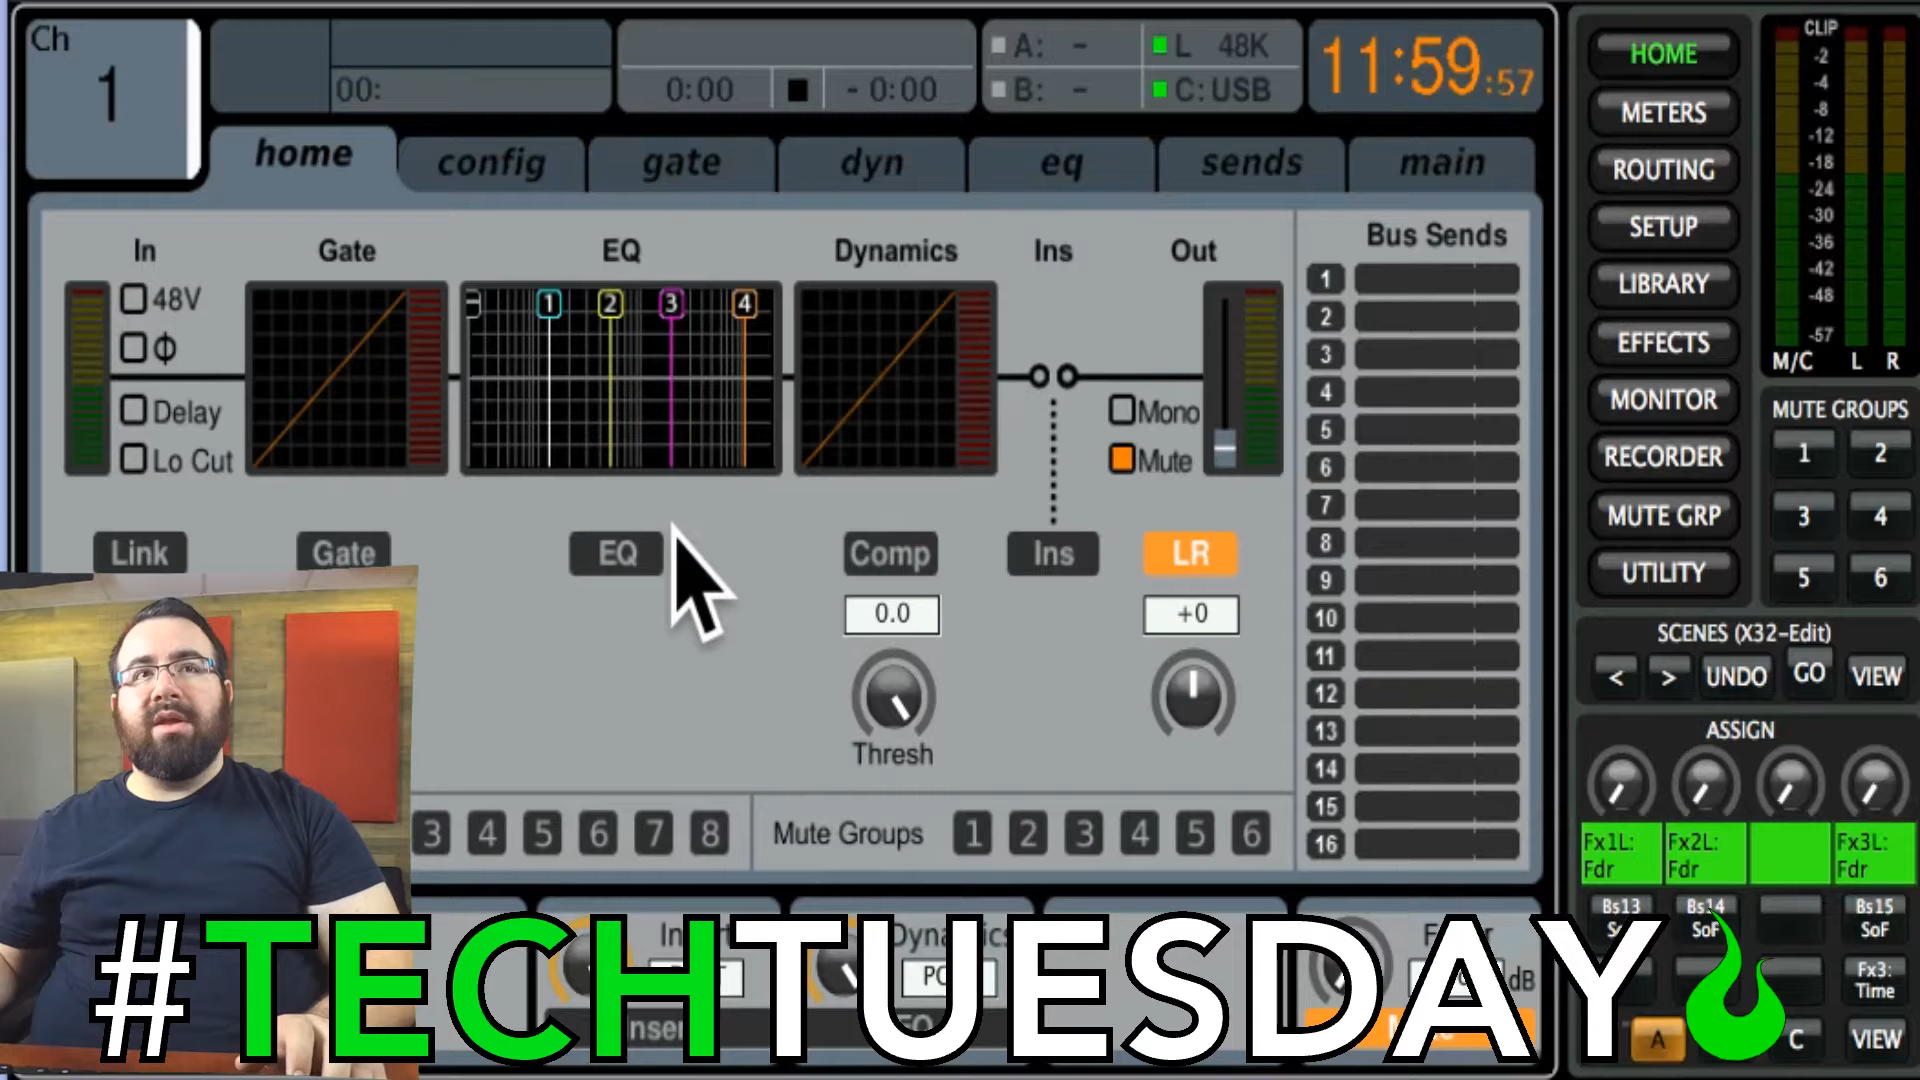 Ch
1
00:
0:00
- 0:00
A: -
B: -
L 48K
C: USB
11:59:57
home
config
gate
dyn
eq
sends
main
In
Gate
EQ
Dynamics
Ins
Out
Bus Sends
48V
Φ
Delay
Lo Cut
1 2 3 4
Mono
Mute
Link
Gate
EQ
Comp
Ins
LR
0.0
+0
Thresh
1
2
3
4
5
6
7
8
9
10
11
12
13
14
15
16
3 4 5 6 7 8
Mute Groups
1 2 3 4 5 6
Dynamics
EQ
dB
#TECHTUESDAY
HOME
METERS
ROUTING
SETUP
LIBRARY
EFFECTS
MONITOR
RECORDER
MUTE GRP
UTILITY
CLIP
-2
-4
-8
-12
-18
-24
-30
-36
-42
-48
-57
M/C L R
MUTE GROUPS
1 2
3 4
5 6
SCENES (X32-Edit)
< > UNDO GO VIEW
ASSIGN
Fx1L:
Fdr
Fx2L:
Fdr
Fx3L:
Fdr
Bs13
Bs14
SoF
Bs15
SoF
Fx3:
Time
A
C
VIEW